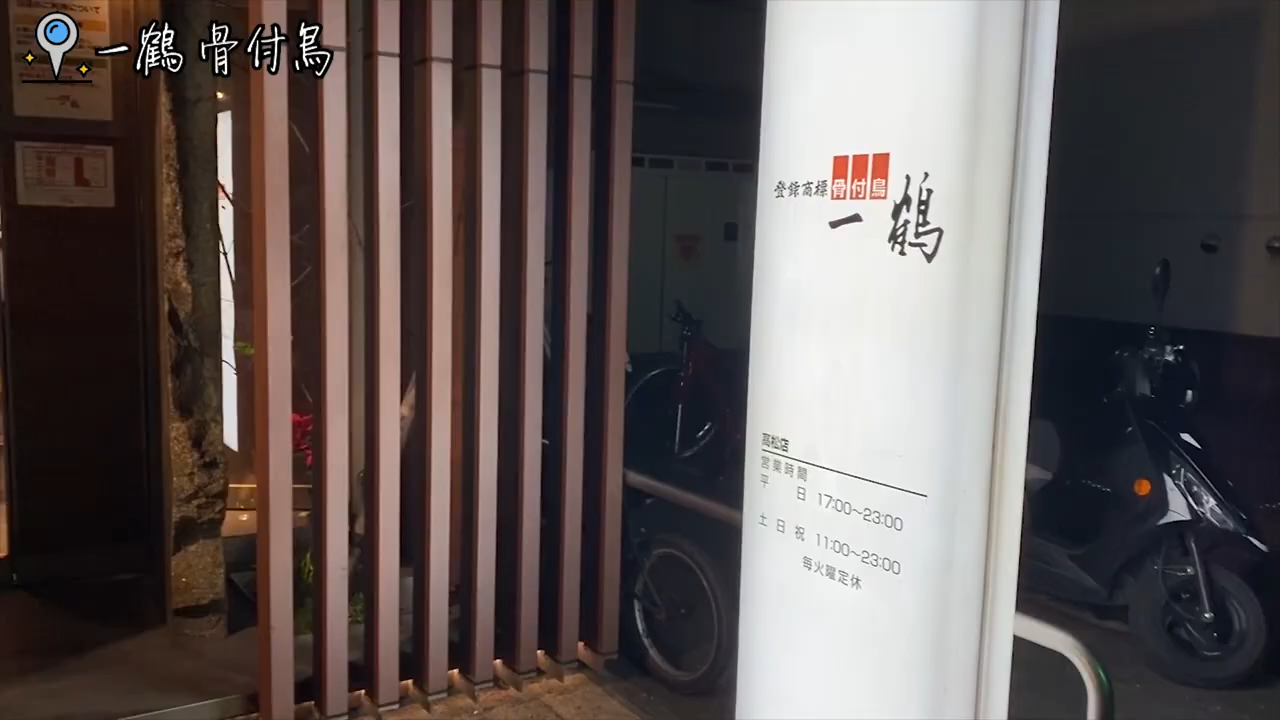 一鶴 骨付鳥
登録商標 骨付鳥
一鶴
高松店
営業時間
平 日 17:00～23:00
土 日 祝 11:00～23:00
毎火曜定休